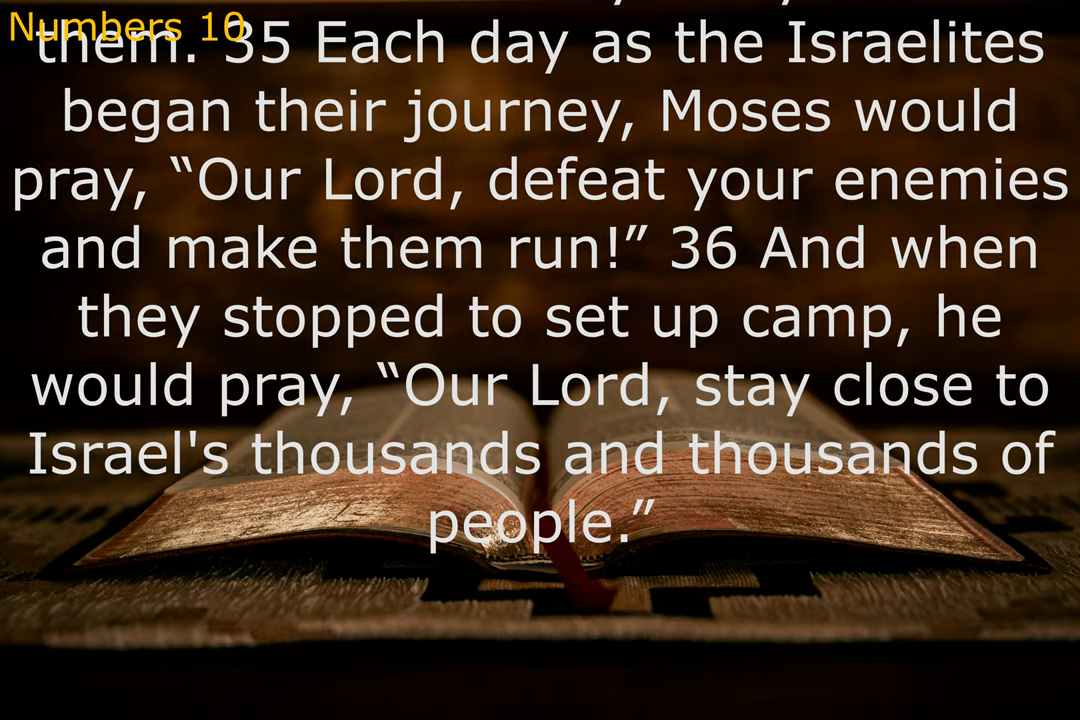 Numbers 10
them. 35 Each day as the Israelites
began their journey, Moses would
pray, “Our Lord, defeat your enemies
and make them run!” 36 And when
they stopped to set up camp, he
would pray, “Our Lord, stay close to
Israel's thousands and thousands of
people.”